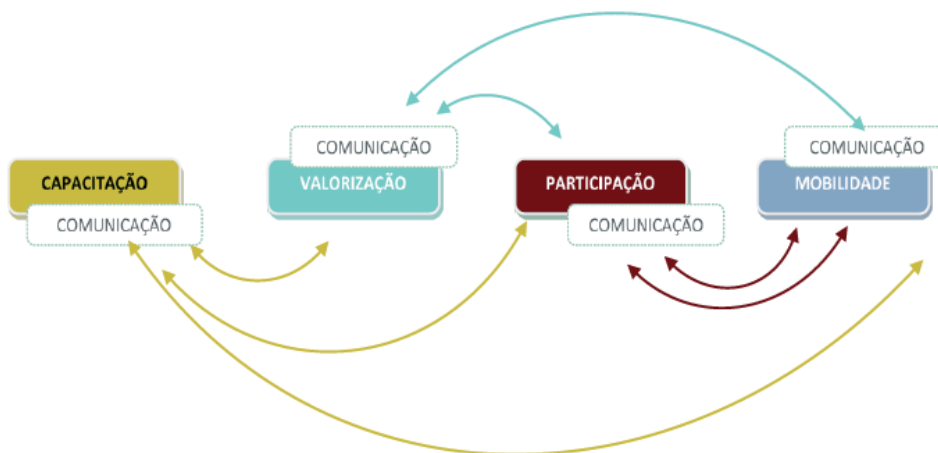 COMUNICAÇÃO
COMUNICAÇÃO
CAPACITAÇÃO
VALORIZAÇÃO
PARTICIPAÇÃO
MOBILIDADE
COMUNICAÇÃO
COMUNICAÇÃO